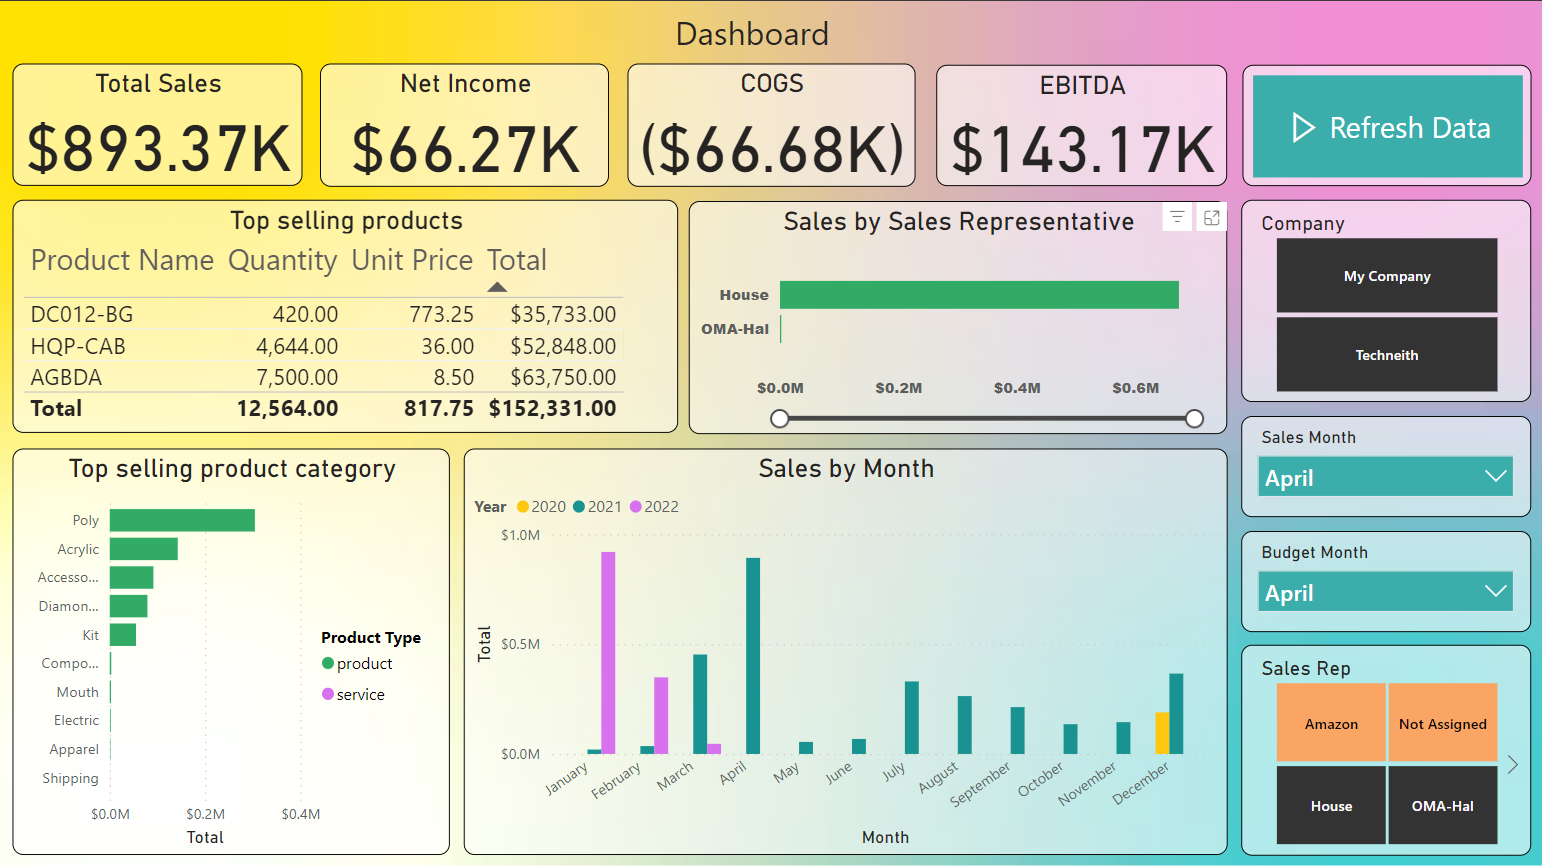 Dashboard
Total Sales
$893.37K
Net Income
$66.27K
COGS
($66.68K)
EBITDA
$143.17K
Refresh Data
Top selling products
Product Name Quantity Unit Price Total
DC012-BG 420.00 773.25 $35,733.00
HQP-CAB 4,644.00 36.00 $52,848.00
AGBDA 7,500.00 8.50 $63,750.00
Total 12,564.00 817.75 $152,331.00
Sales by Sales Representative
House
OMA-Hal
$0.0M $0.2M $0.4M $0.6M
Company
My Company
Techneith
Sales Month
April
Budget Month
April
Sales Rep
Amazon Not Assigned
House OMA-Hal
Top selling product category
Poly
Acrylic
Accesso...
Diamon...
Kit
Compo...
Mouth
Electric
Apparel
Shipping
$0.0M $0.2M $0.4M
Total
Product Type
product
service
Sales by Month
Year 2020 2021 2022
$1.0M
$0.5M
$0.0M
Total
January February March April May June July August September October November December
Month